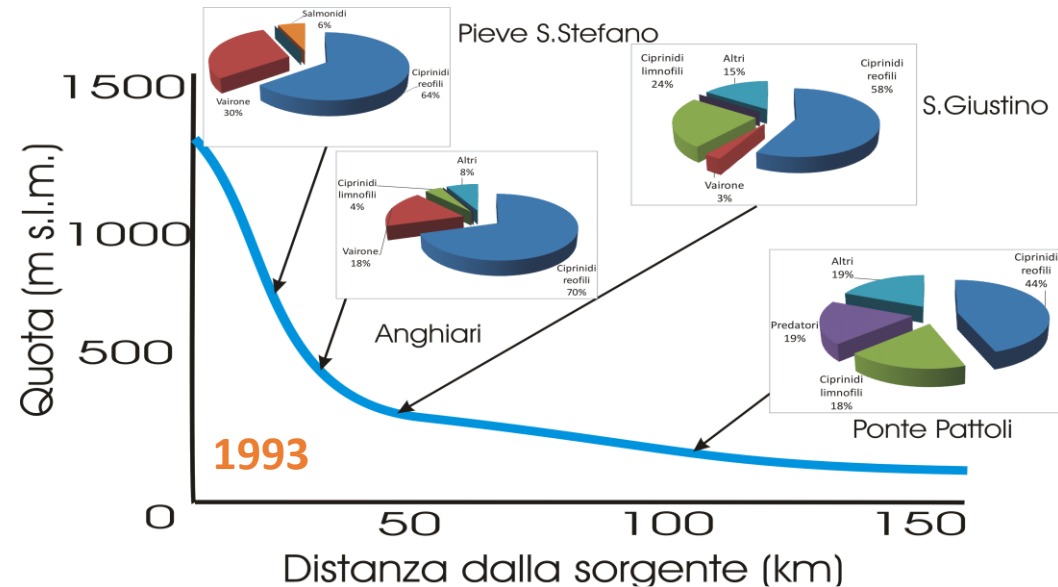 Pieve S.Stefano
Salmonidi
6%
Ciprinidi
reofili
64%
Vairone
30%
S.Giustino
Ciprinidi
limnofili
24%
Altri
15%
Ciprinidi
reofili
58%
Vairone
3%
Anghiari
Altri
8%
Ciprinidi
limnofili
4%
Vairone
18%
Ciprinidi
reofili
70%
Ponte Pattoli
Altri
19%
Ciprinidi
reofili
44%
Predatori
19%
Ciprinidi
limnofili
18%
Quota (m s.l.m.)
1500
1000
500
0
1993
50
100
150
Distanza dalla sorgente (km)